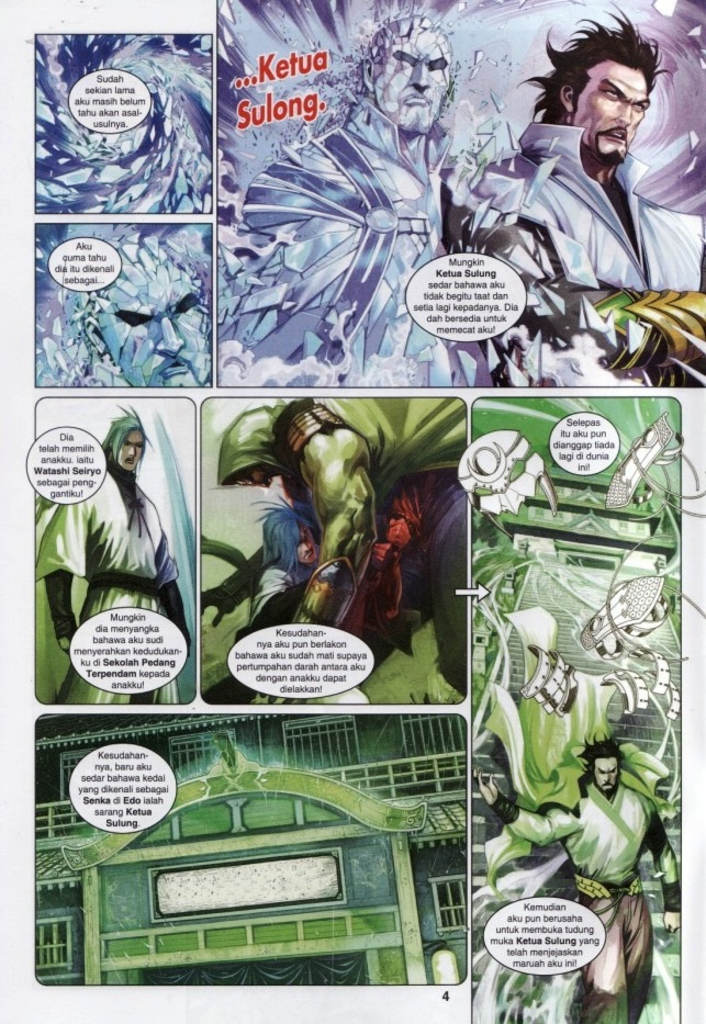 Sudah
sekian lama
aku masih belum
tahu akan asal-
usulnya.
Aku
cuma tahu
dia itu dikenali
sebagai...
...Ketua
Sulong.
Mungkin
Ketua Sulung
sedar bahawa aku
tidak begitu taat dan
setia lagi kepadanya. Dia
dah bersedia untuk
memecat aku!
Dia
telah memilih
anakku. iaitu
Watashi Seiryo
sebagai peng-
gantiku!
Mungkin
dia menyangka
bahawa aku sudi
menyerahkan kedudukan-
ku di Sekolah Pedang
Terpendam kepada
anakku!
Kesudahan-
nya aku pun berlakon
bahawa aku sudah mati supaya
pertumpahan darah antara aku
dengan anakku dapat
dielakkan!
Selepas
itu aku pun
dianggap tiada
lagi di dunia
ini!
Kesudahan-
nya, baru aku
sedar bahawa kedai
yang dikenali sebagai
Senka di Edo ialah
sarang Ketua
Sulung.
Kemudian
aku pun berusaha
untuk membuka tudung
muka Ketua Sulung yang
telah menjejaskan
maruah aku ini!
4